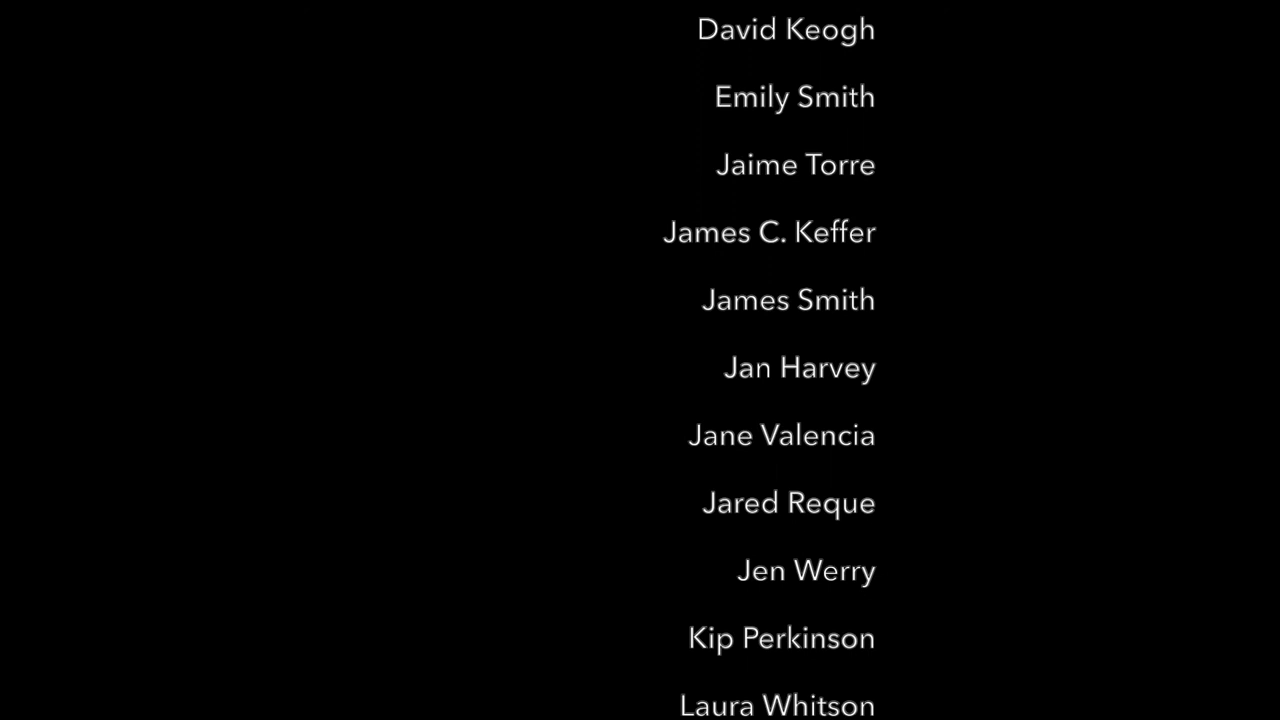 David Keogh
Emily Smith
Jaime Torre
James C. Keffer
James Smith
Jan Harvey
Jane Valencia
Jared Reque
Jen Werry
Kip Perkinson
Laura Whitson